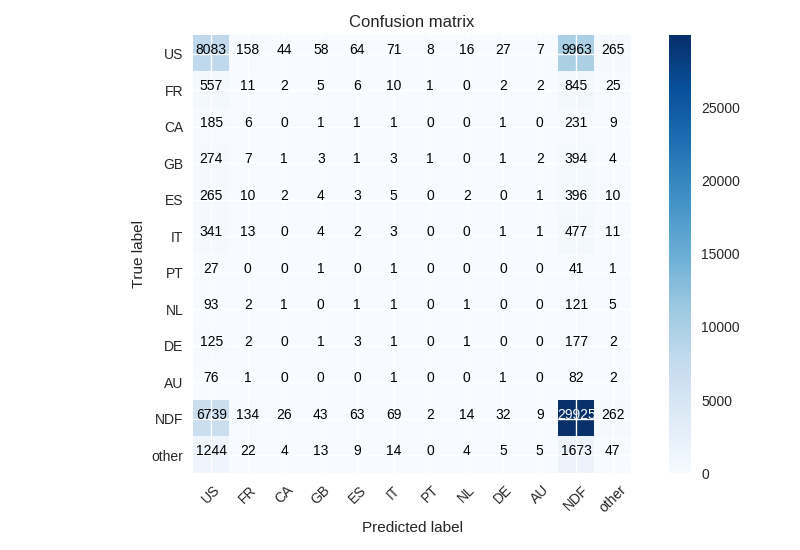 Confusion matrix
US 8083 158 44 58 64 71 8 16 27 7 9963 265
FR 557 11 2 5 6 10 1 0 2 2 845 25
CA 185 6 0 1 1 1 0 0 1 0 231 9
GB 274 7 1 3 1 3 1 0 1 2 394 4
ES 265 10 2 4 3 5 0 2 0 1 396 10
IT 341 13 0 4 2 3 0 0 1 1 477 11
PT 27 0 0 1 0 1 0 0 0 0 41 1
NL 93 2 1 0 1 1 0 1 0 0 121 5
DE 125 2 0 1 3 1 0 1 0 0 177 2
AU 76 1 0 0 0 1 0 0 1 0 82 2
NDF 6739 134 26 43 63 69 2 14 32 9 29925 262
other 1244 22 4 13 9 14 0 4 5 5 1673 47
US FR CA GB ES IT PT NL DE AU NDF other
Predicted label
True label
25000
20000
15000
10000
5000
0